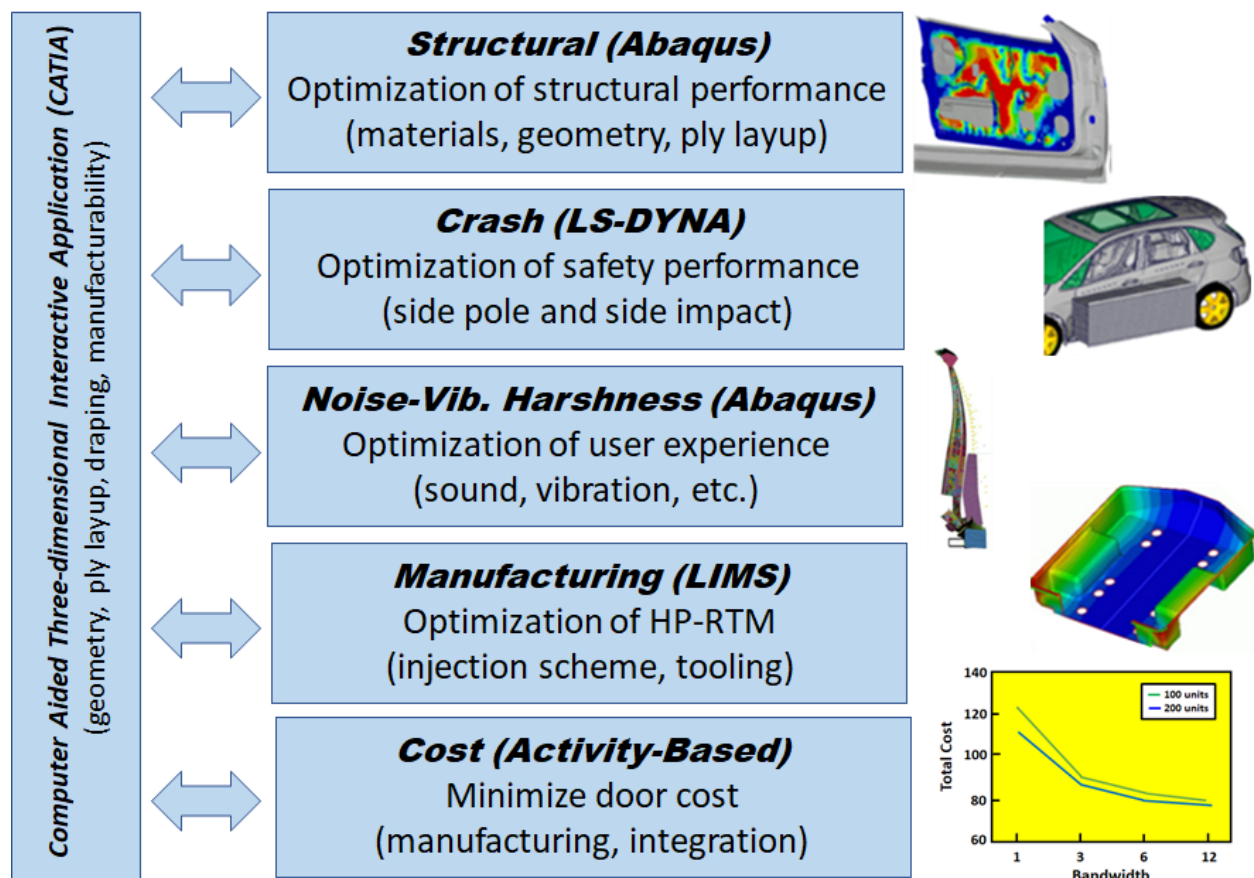 Computer Aided Three-dimensional Interactive Application (CATIA)
(geometry, ply layup, draping, manufacturability)
Structural (Abaqus)
Optimization of structural performance
(materials, geometry, ply layup)
Crash (LS-DYNA)
Optimization of safety performance
(side pole and side impact)
Noise-Vib. Harshness (Abaqus)
Optimization of user experience
(sound, vibration, etc.)
Manufacturing (LIMS)
Optimization of HP-RTM
(injection scheme, tooling)
Cost (Activity-Based)
Minimize door cost
(manufacturing, integration)
Total Cost
140
120
100
80
60
100 units
200 units
1 3 6 12
Bandwidth